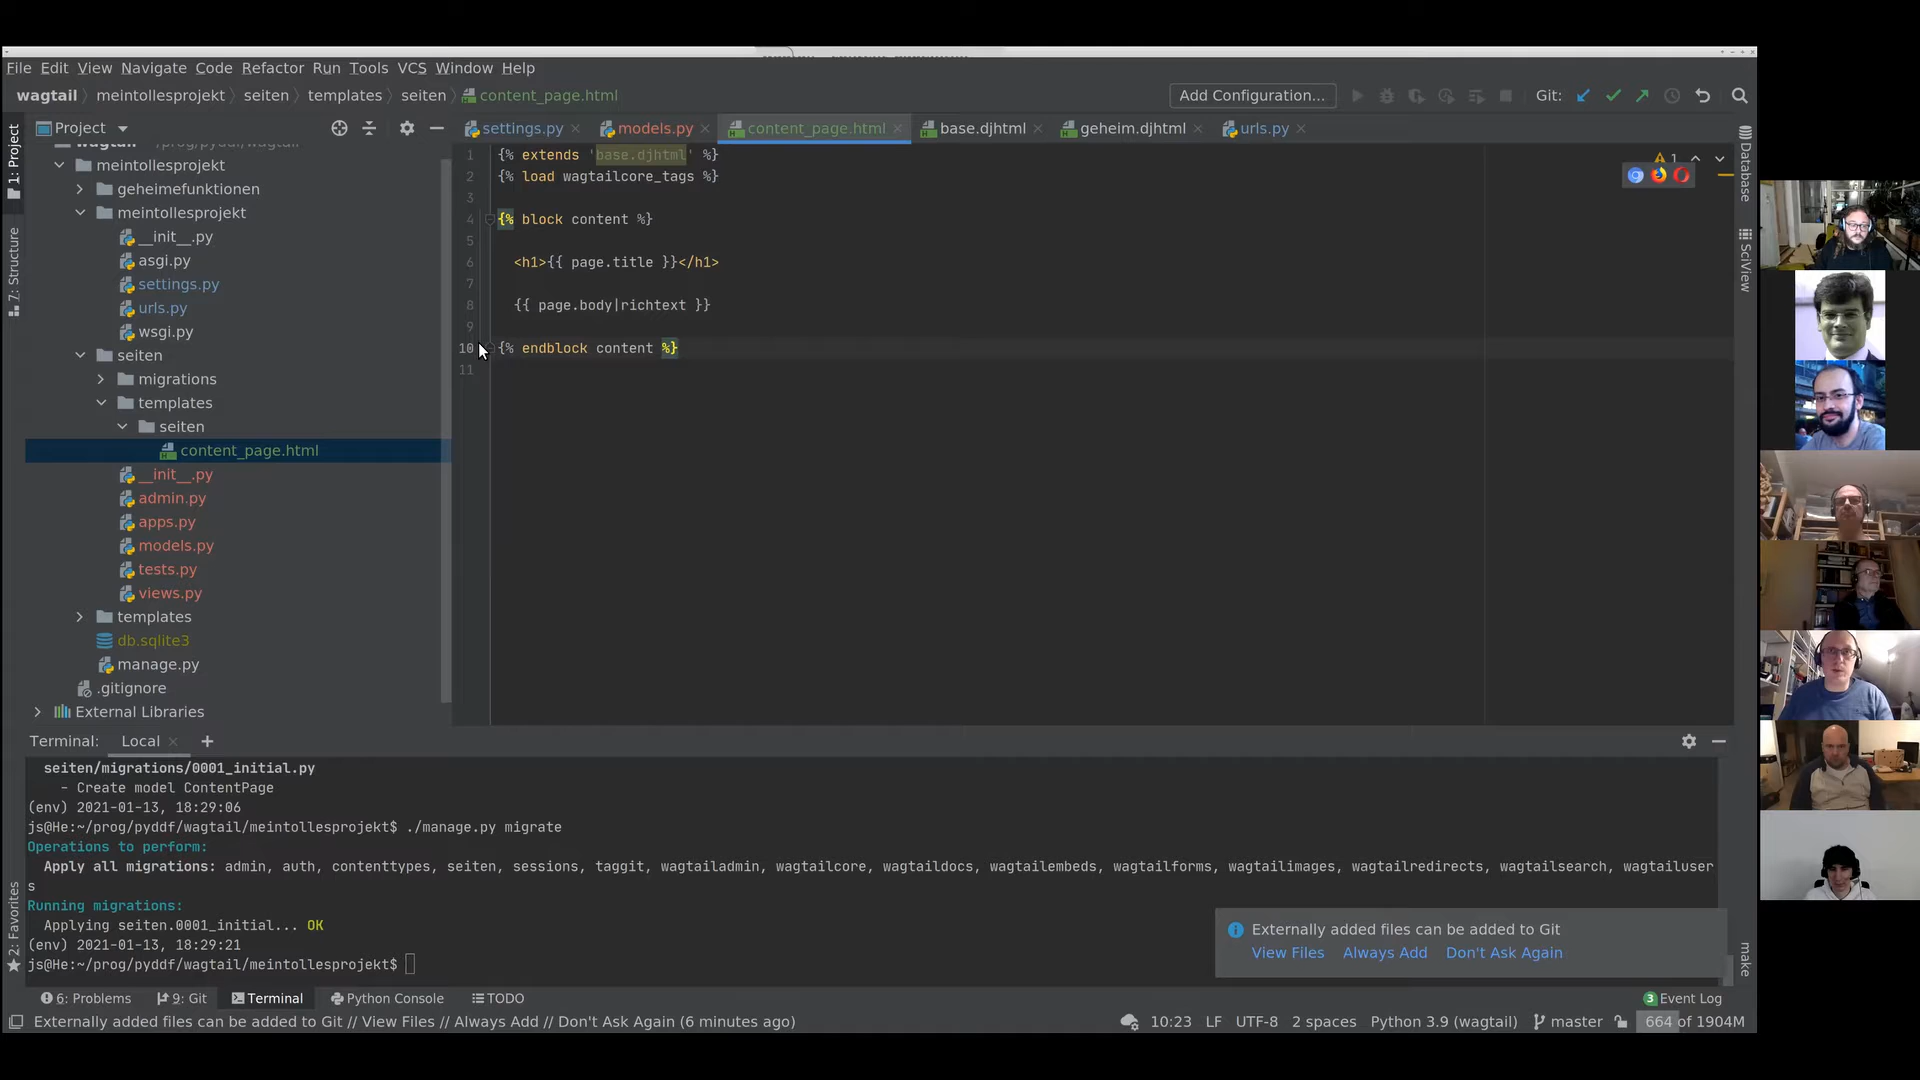 File Edit View Navigate Code Refactor Run Tools VCS Window Help
wagtail meintollesprojekt seiten templates seiten content_page.html Add Configuration... Git:
Project settings.py models.py content_page.html base.djhtml geheim.djhtml urls.py
1: Project
7: Structure
2: Favorites
meintollesprojekt
geheimefunktionen
meintollesprojekt
__init__.py
asgi.py
settings.py
urls.py
wsgi.py
seiten
migrations
templates
seiten
content_page.html
__init__.py
admin.py
apps.py
models.py
tests.py
views.py
templates
db.sqlite3
manage.py
.gitignore
External Libraries
1 {% extends 'base.djhtml' %}
2 {% load wagtailcore_tags %}
3
4 {% block content %}
5
6 <h1>{{ page.title }}</h1>
7
8 {{ page.body|richtext }}
9
10 {% endblock content %}
11
1
Database
SciView
make
Terminal: Local +
seiten/migrations/0001_initial.py
- Create model ContentPage
(env) 2021-01-13, 18:29:06
js@He:~/prog/pyddf/wagtail/meintollesprojekt$ ./manage.py migrate
Operations to perform:
Apply all migrations: admin, auth, contenttypes, seiten, sessions, taggit, wagtailadmin, wagtailcore, wagtaildocs, wagtailembeds, wagtailforms, wagtailimages, wagtailredirects, wagtailsearch, wagtailuser
s
Running migrations:
Applying seiten.0001_initial... OK
(env) 2021-01-13, 18:29:21
js@He:~/prog/pyddf/wagtail/meintollesprojekt$
Externally added files can be added to Git
View Files Always Add Don't Ask Again
6: Problems 9: Git Terminal Python Console TODO 3 Event Log
Externally added files can be added to Git // View Files // Always Add // Don't Ask Again (6 minutes ago) 10:23 LF UTF-8 2 spaces Python 3.9 (wagtail) master 664 of 1904M